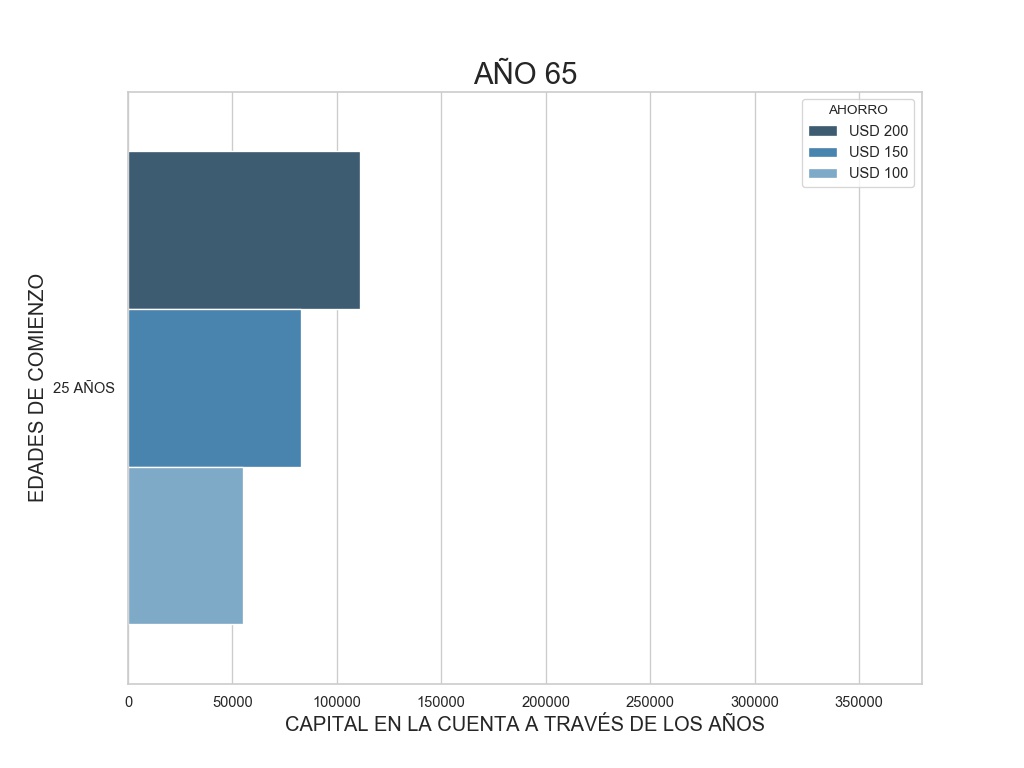 AÑO 65
AHORRO
USD 200
USD 150
USD 100
EDADES DE COMIENZO
25 AÑOS
0 50000 100000 150000 200000 250000 300000 350000
CAPITAL EN LA CUENTA A TRAVÉS DE LOS AÑOS